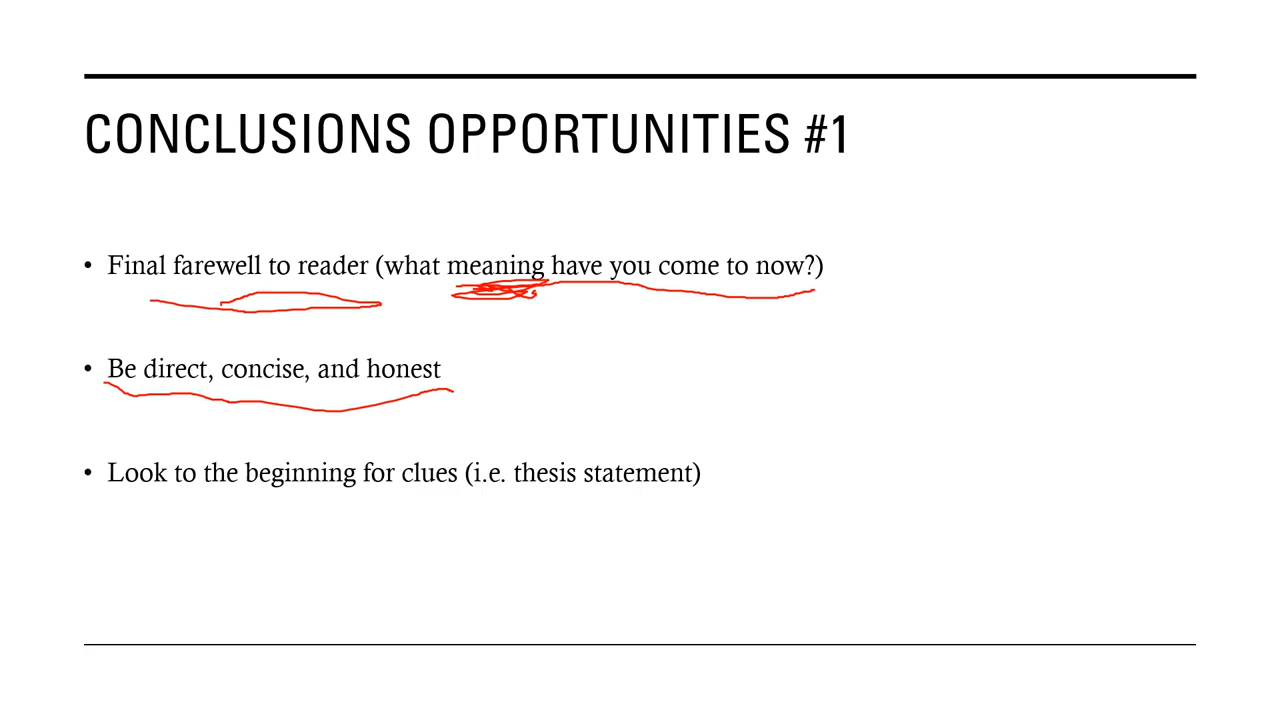 CONCLUSIONS OPPORTUNITIES #1
• Final farewell to reader (what meaning have you come to now?)
• Be direct, concise, and honest
• Look to the beginning for clues (i.e. thesis statement)